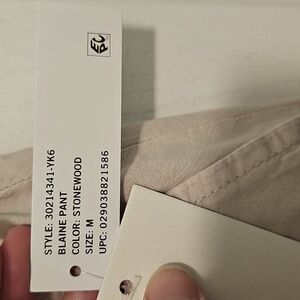 STYLE: 30214341-YK6
BLAINE PANT
COLOR: STONEWOOD
SIZE: M
UPC: 029038821586